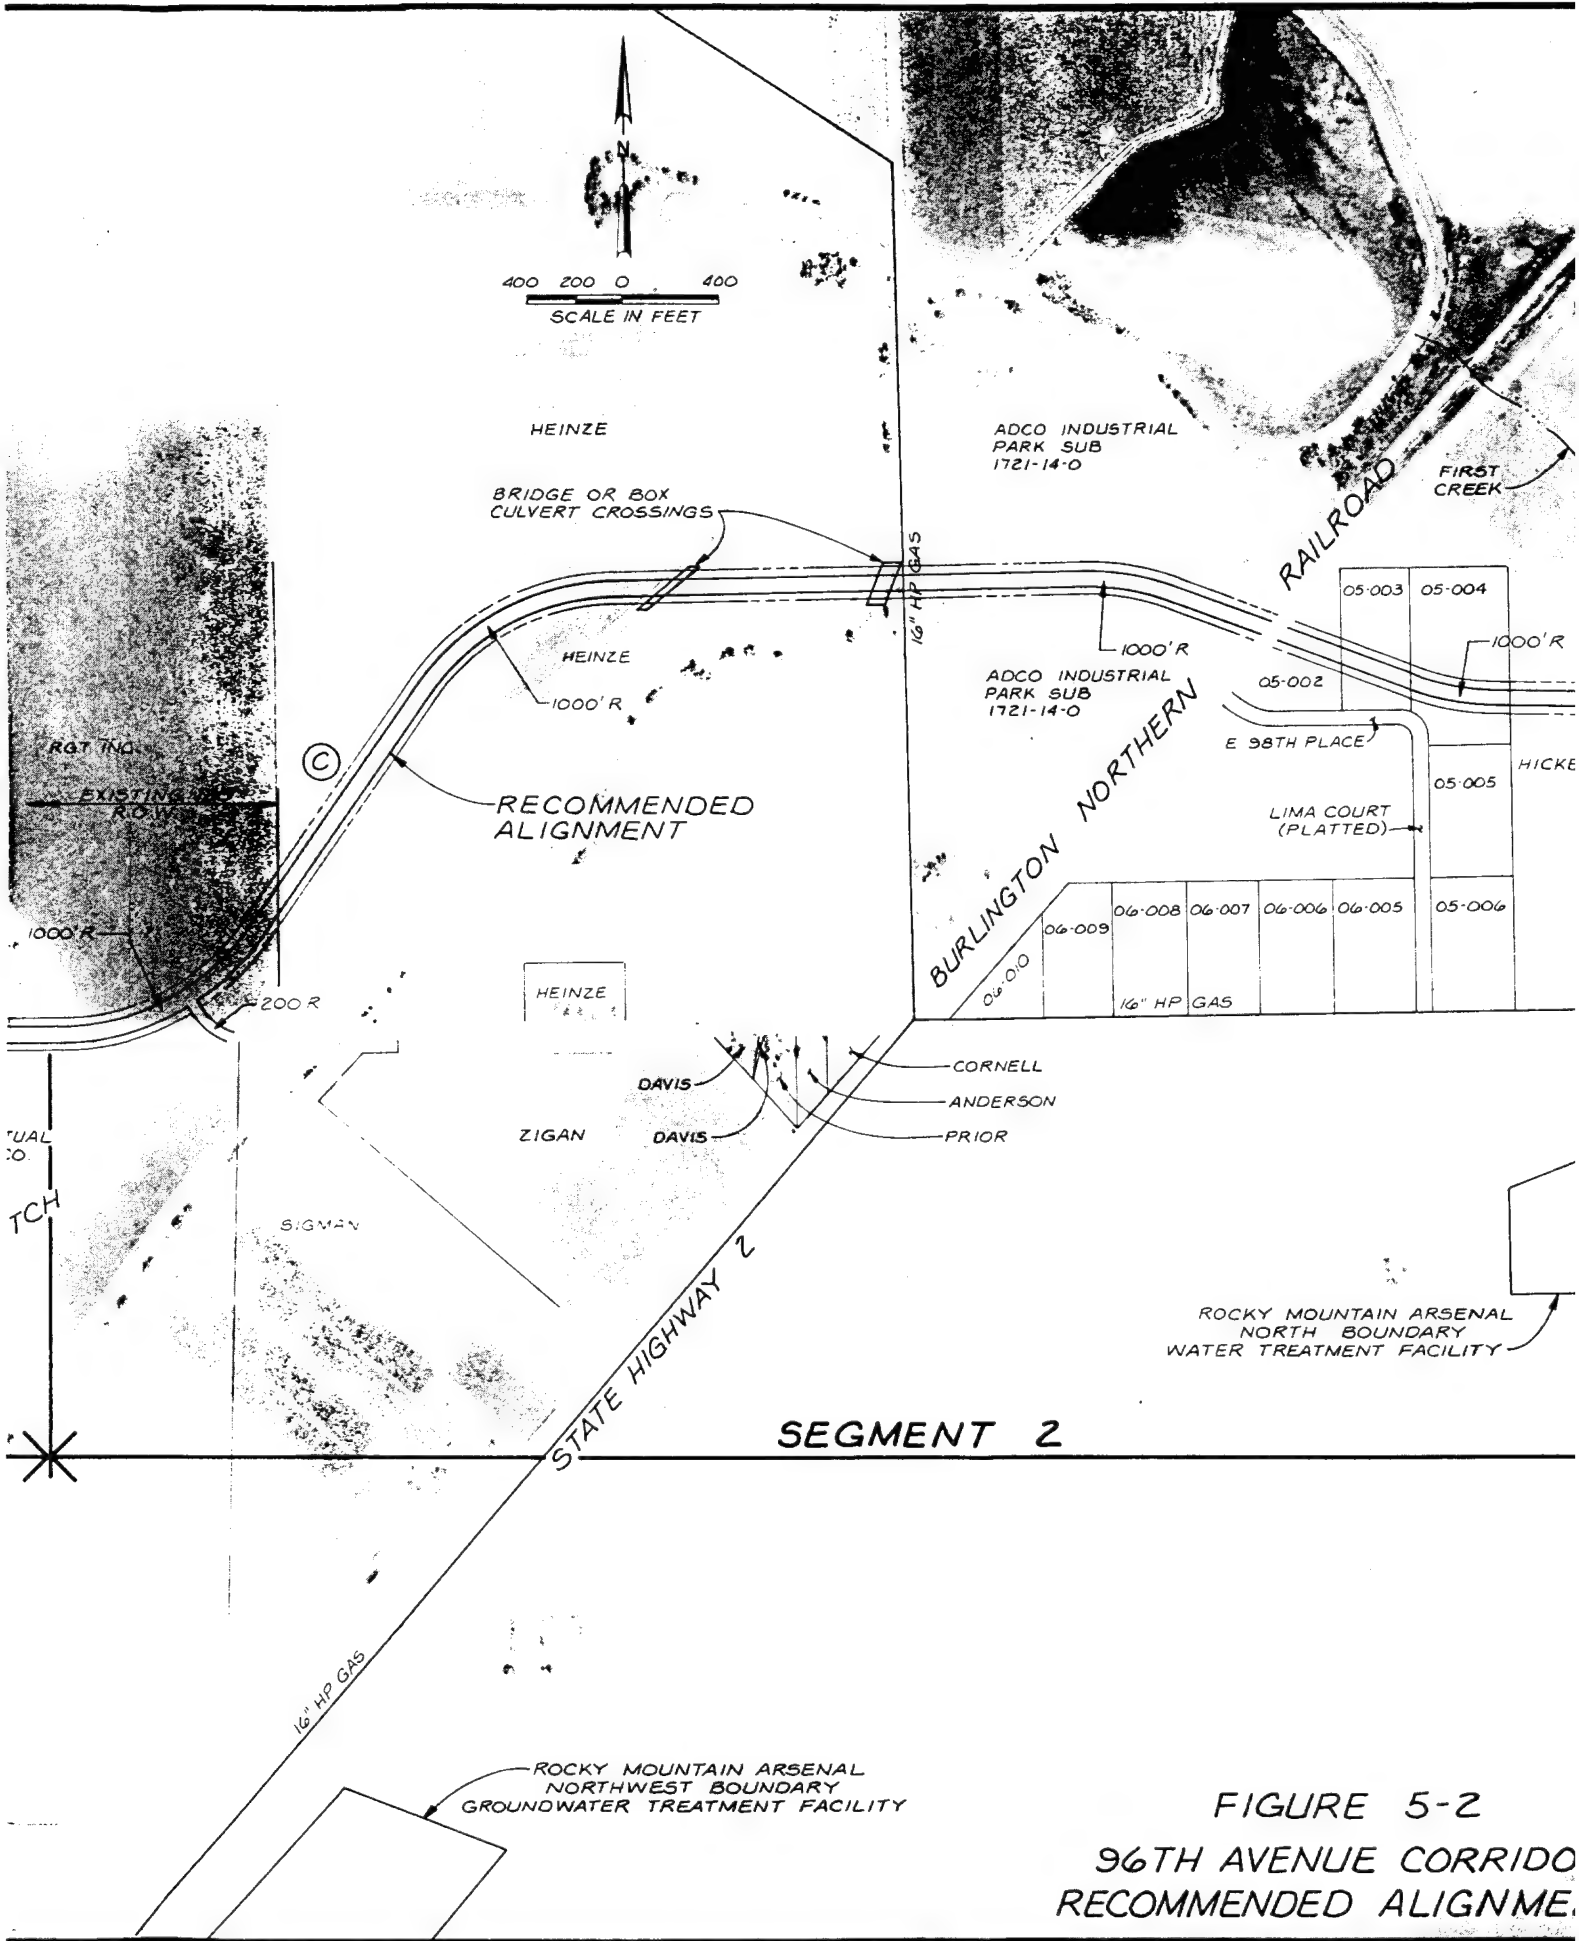 N
400 200 0 400
SCALE IN FEET
HEINZE
ADCO INDUSTRIAL
PARK SUB
1721-14-0
FIRST
CREEK
BRIDGE OR BOX
CULVERT CROSSINGS
16" HP GAS
RAILROAD
05-003
05-004
1000' R
1000' R
HEINZE
1000' R
ADCO INDUSTRIAL
PARK SUB
1721-14-0
05-002
E 98TH PLACE
HICKE
RGT INC.
C
EXISTING
R.O.W.
RECOMMENDED
ALIGNMENT
BURLINGTON NORTHERN
05-005
LIMA COURT
(PLATTED)
1000' R
06-010
06-009
06-008
06-007
06-006
06-005
05-006
200 R
HEINZE
16" HP GAS
DAVIS
CORNELL
ANDERSON
DAVIS
PRIOR
ZIGAN
TUAL
CO.
TCH
SIGMAN
STATE HIGHWAY 2
ROCKY MOUNTAIN ARSENAL
NORTH BOUNDARY
WATER TREATMENT FACILITY
SEGMENT 2
16" HP GAS
ROCKY MOUNTAIN ARSENAL
NORTHWEST BOUNDARY
GROUNDWATER TREATMENT FACILITY
FIGURE 5-2
96TH AVENUE CORRIDO
RECOMMENDED ALIGNME